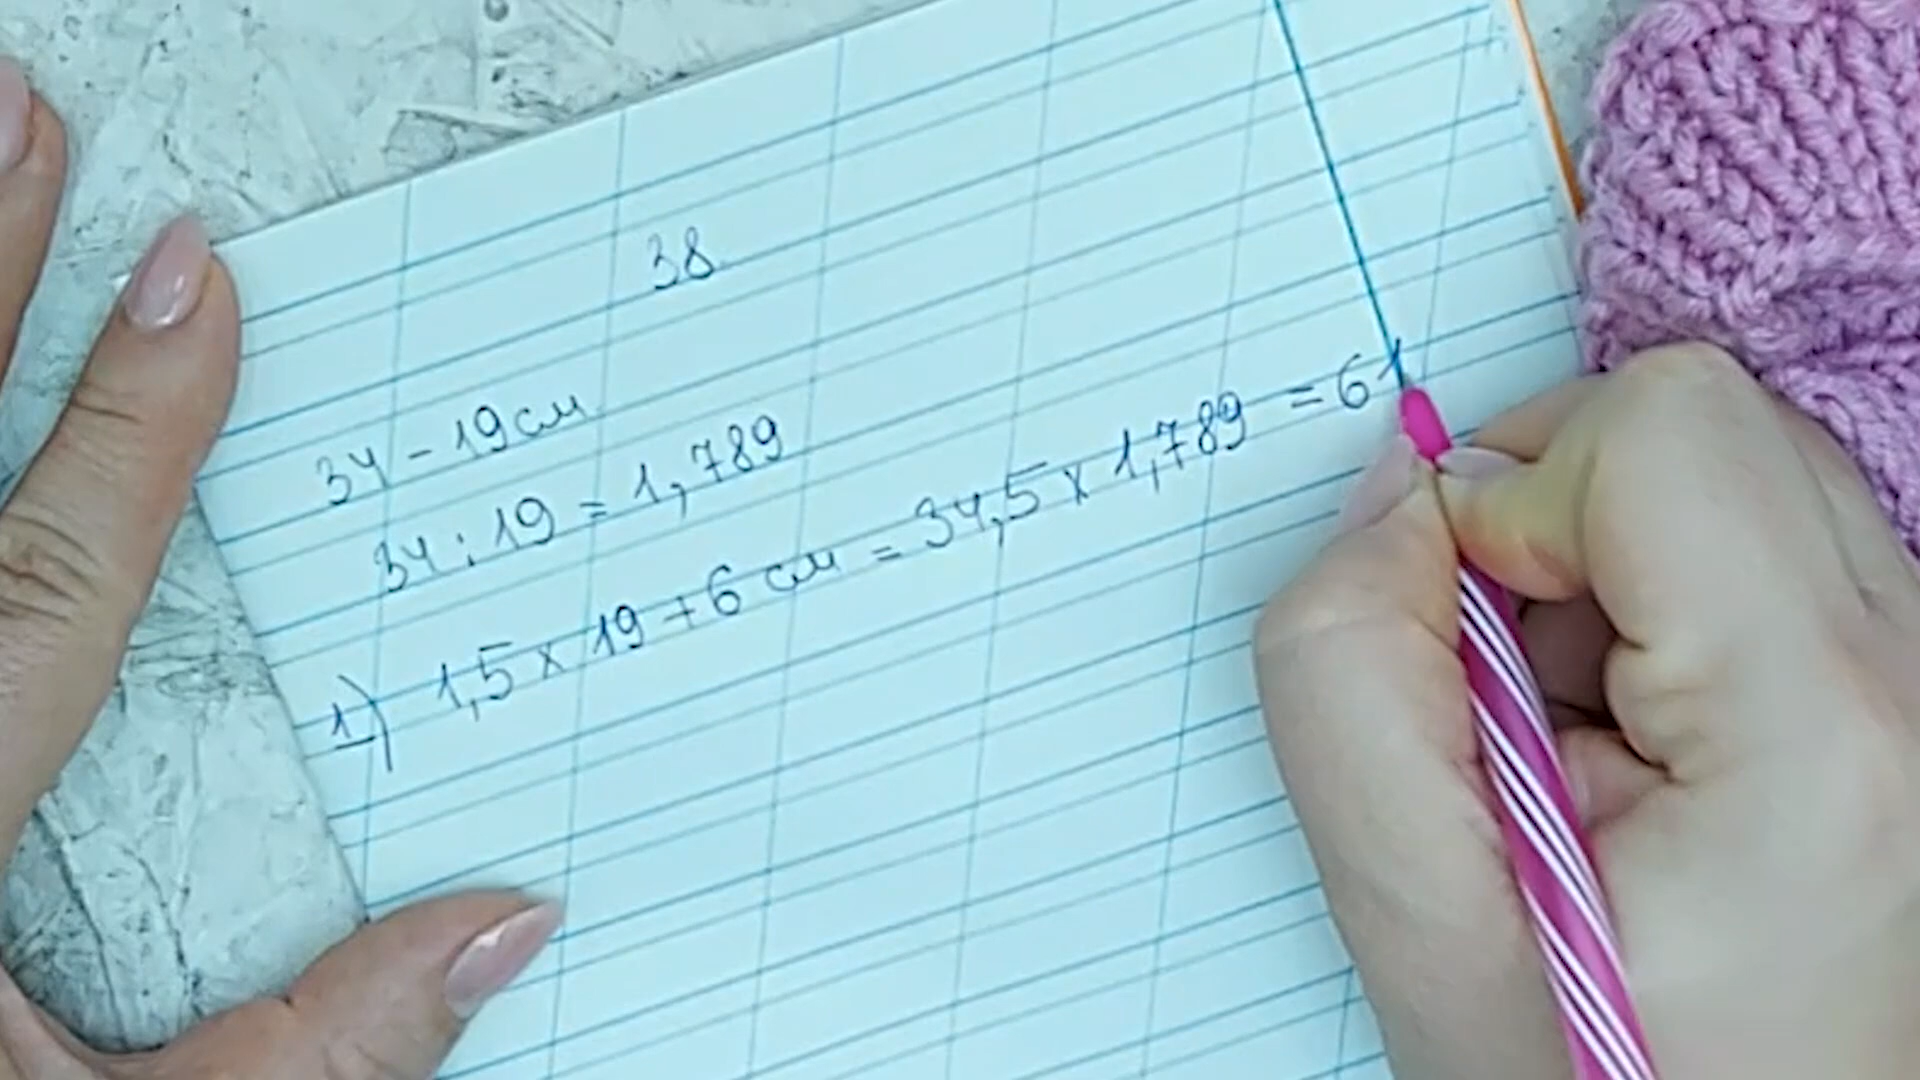 38
34 - 19 см
34 : 19 = 1,789
1) 1,5 x 19 + 6 см = 34,5 x 1,789 = 61